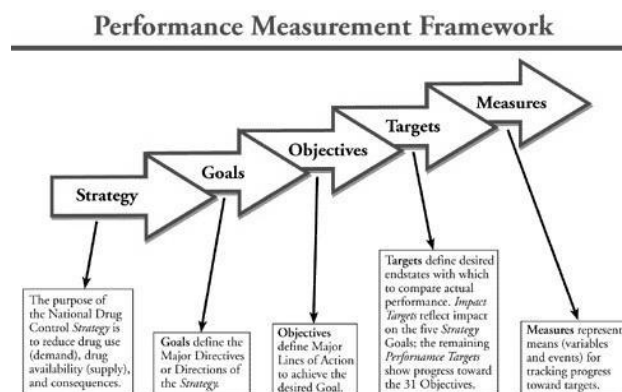 Performance Measurement Framework
Measures
Targets
Objectives
Goals
Strategy
The purpose of
the National Drug
Control Strategy is
to reduce drug use
(demand), drug
availability (supply),
and consequences.
Goals define the
Major Directives
or Directions of
the Strategy.
Objectives
define Major
Lines of Action
to achieve the
desired Goal.
Targets define desired
endstates with which
to compare actual
performance. Impact
Targets reflect impact
on the five Strategy
Goals; the remaining
Performance Targets
show progress toward
the 31 Objectives.
Measures represent
means (variables
and events) for
tracking progress
toward targets.